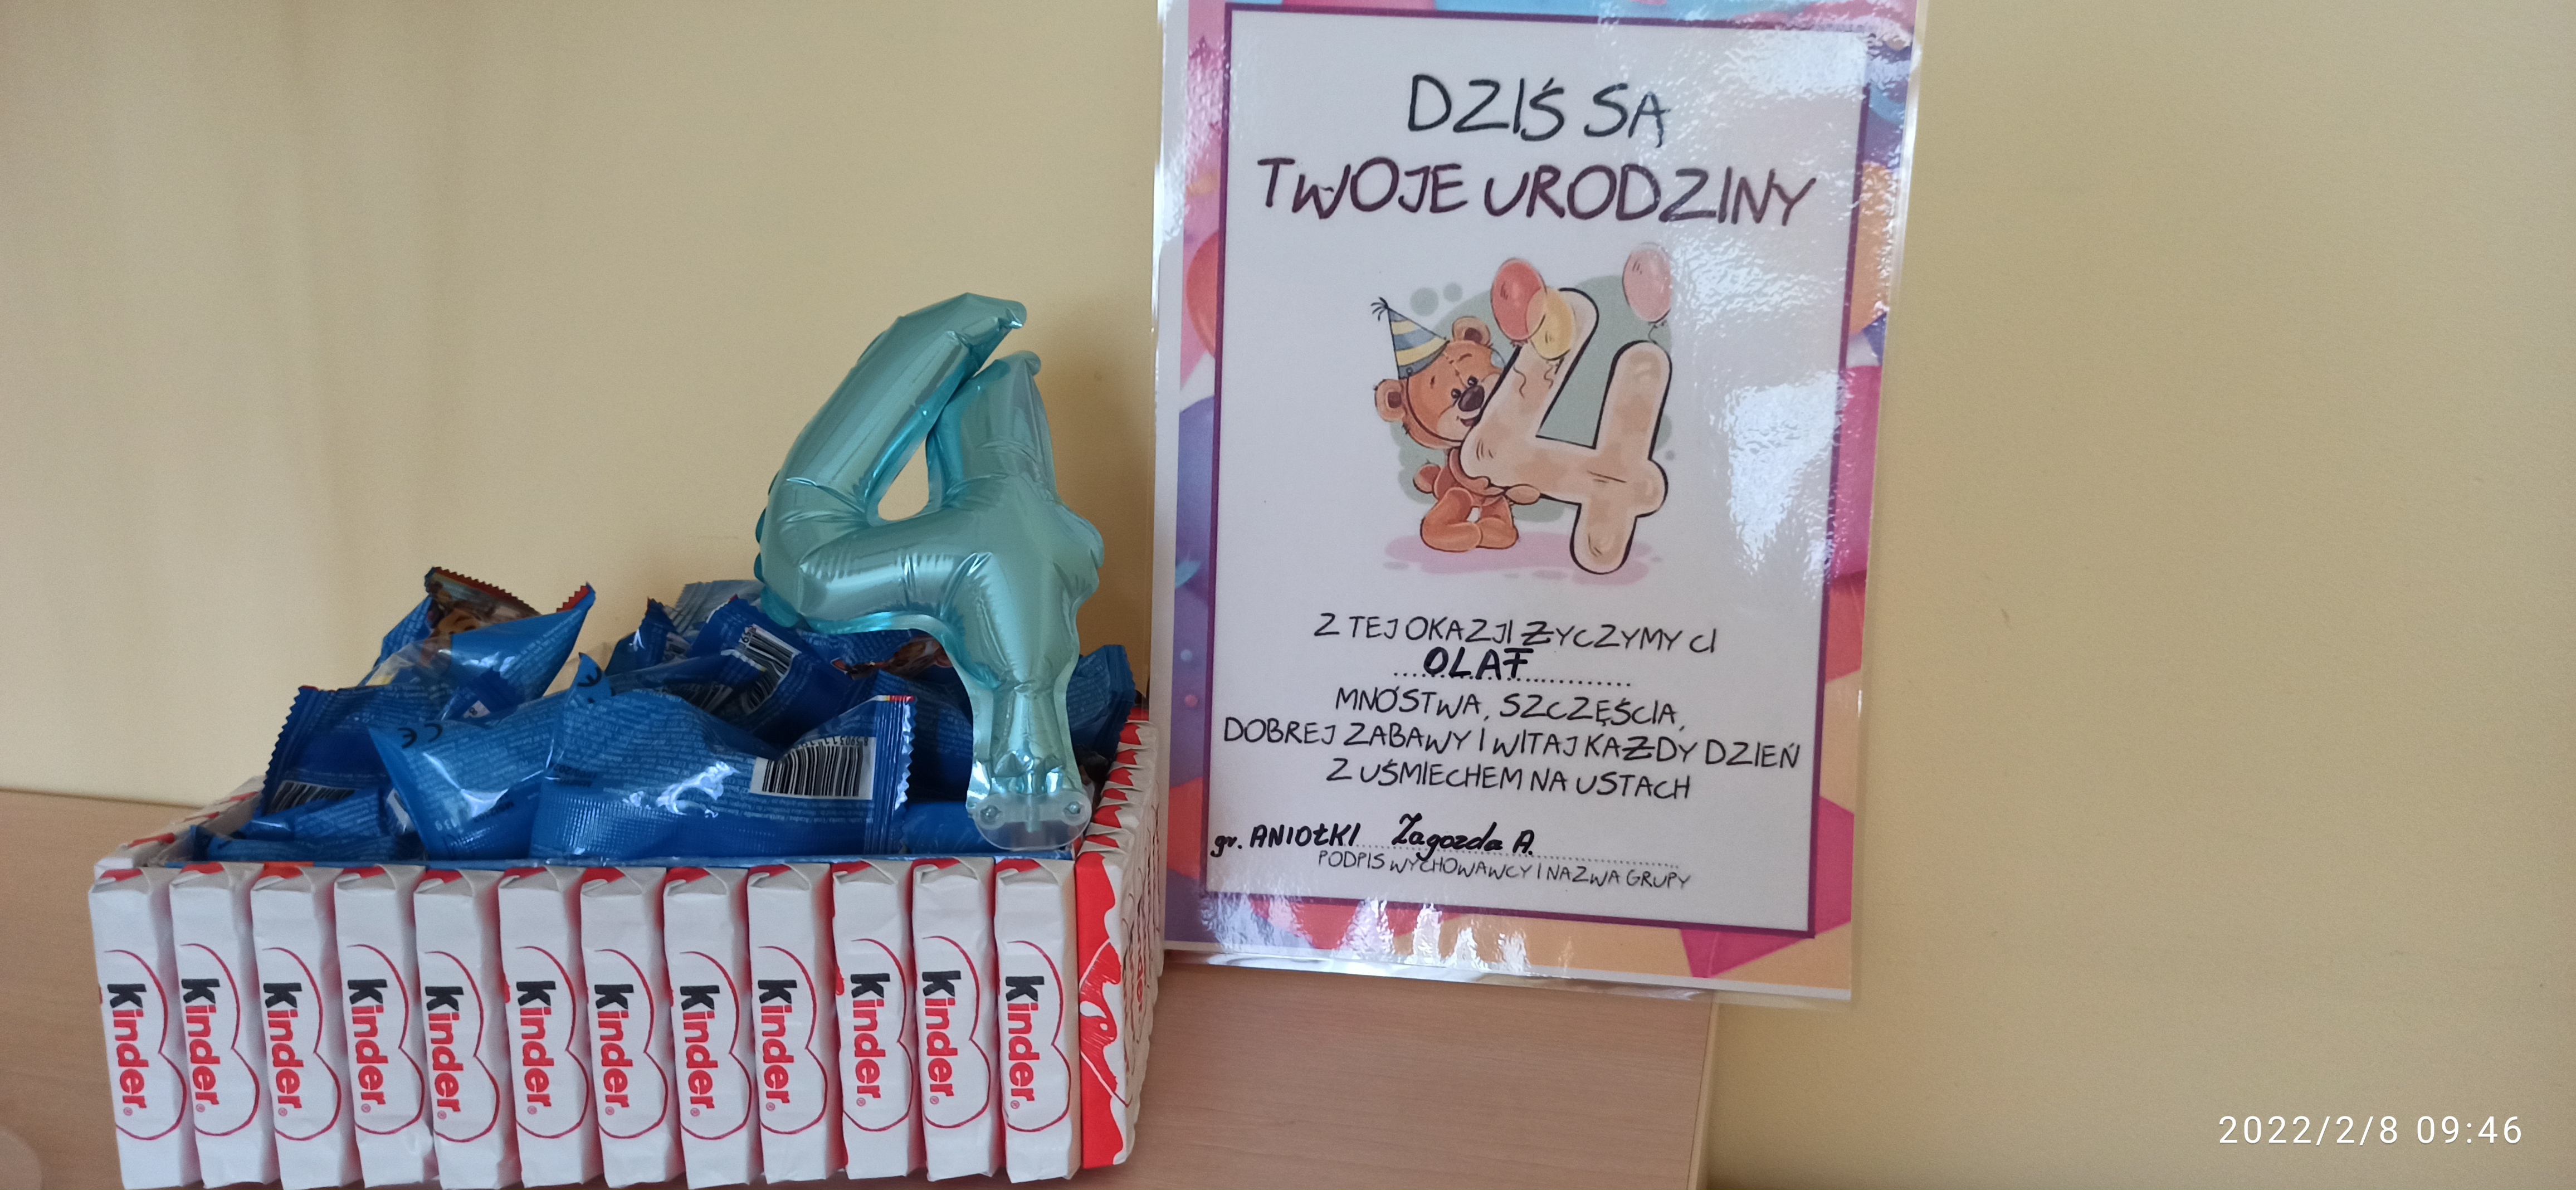 DZIŚ SĄ
TWOJE URODZINY
4
4
Z TEJ OKAZJI ŻYCZYMY CI
OLAF
MNÓSTWA, SZCZĘŚCIA,
DOBREJ ZABAWY I WITAJ KAŻDY DZIEŃ
Z UŚMIECHEM NA USTACH
gr. ANIOŁKI Zagozda A.
PODPIS WYCHOWAWCY I NAZWA GRUPY
Kinder
Kinder
Kinder
Kinder
Kinder
Kinder
Kinder
Kinder
Kinder
Kinder
Kinder
Kinder
2022/2/8 09:46